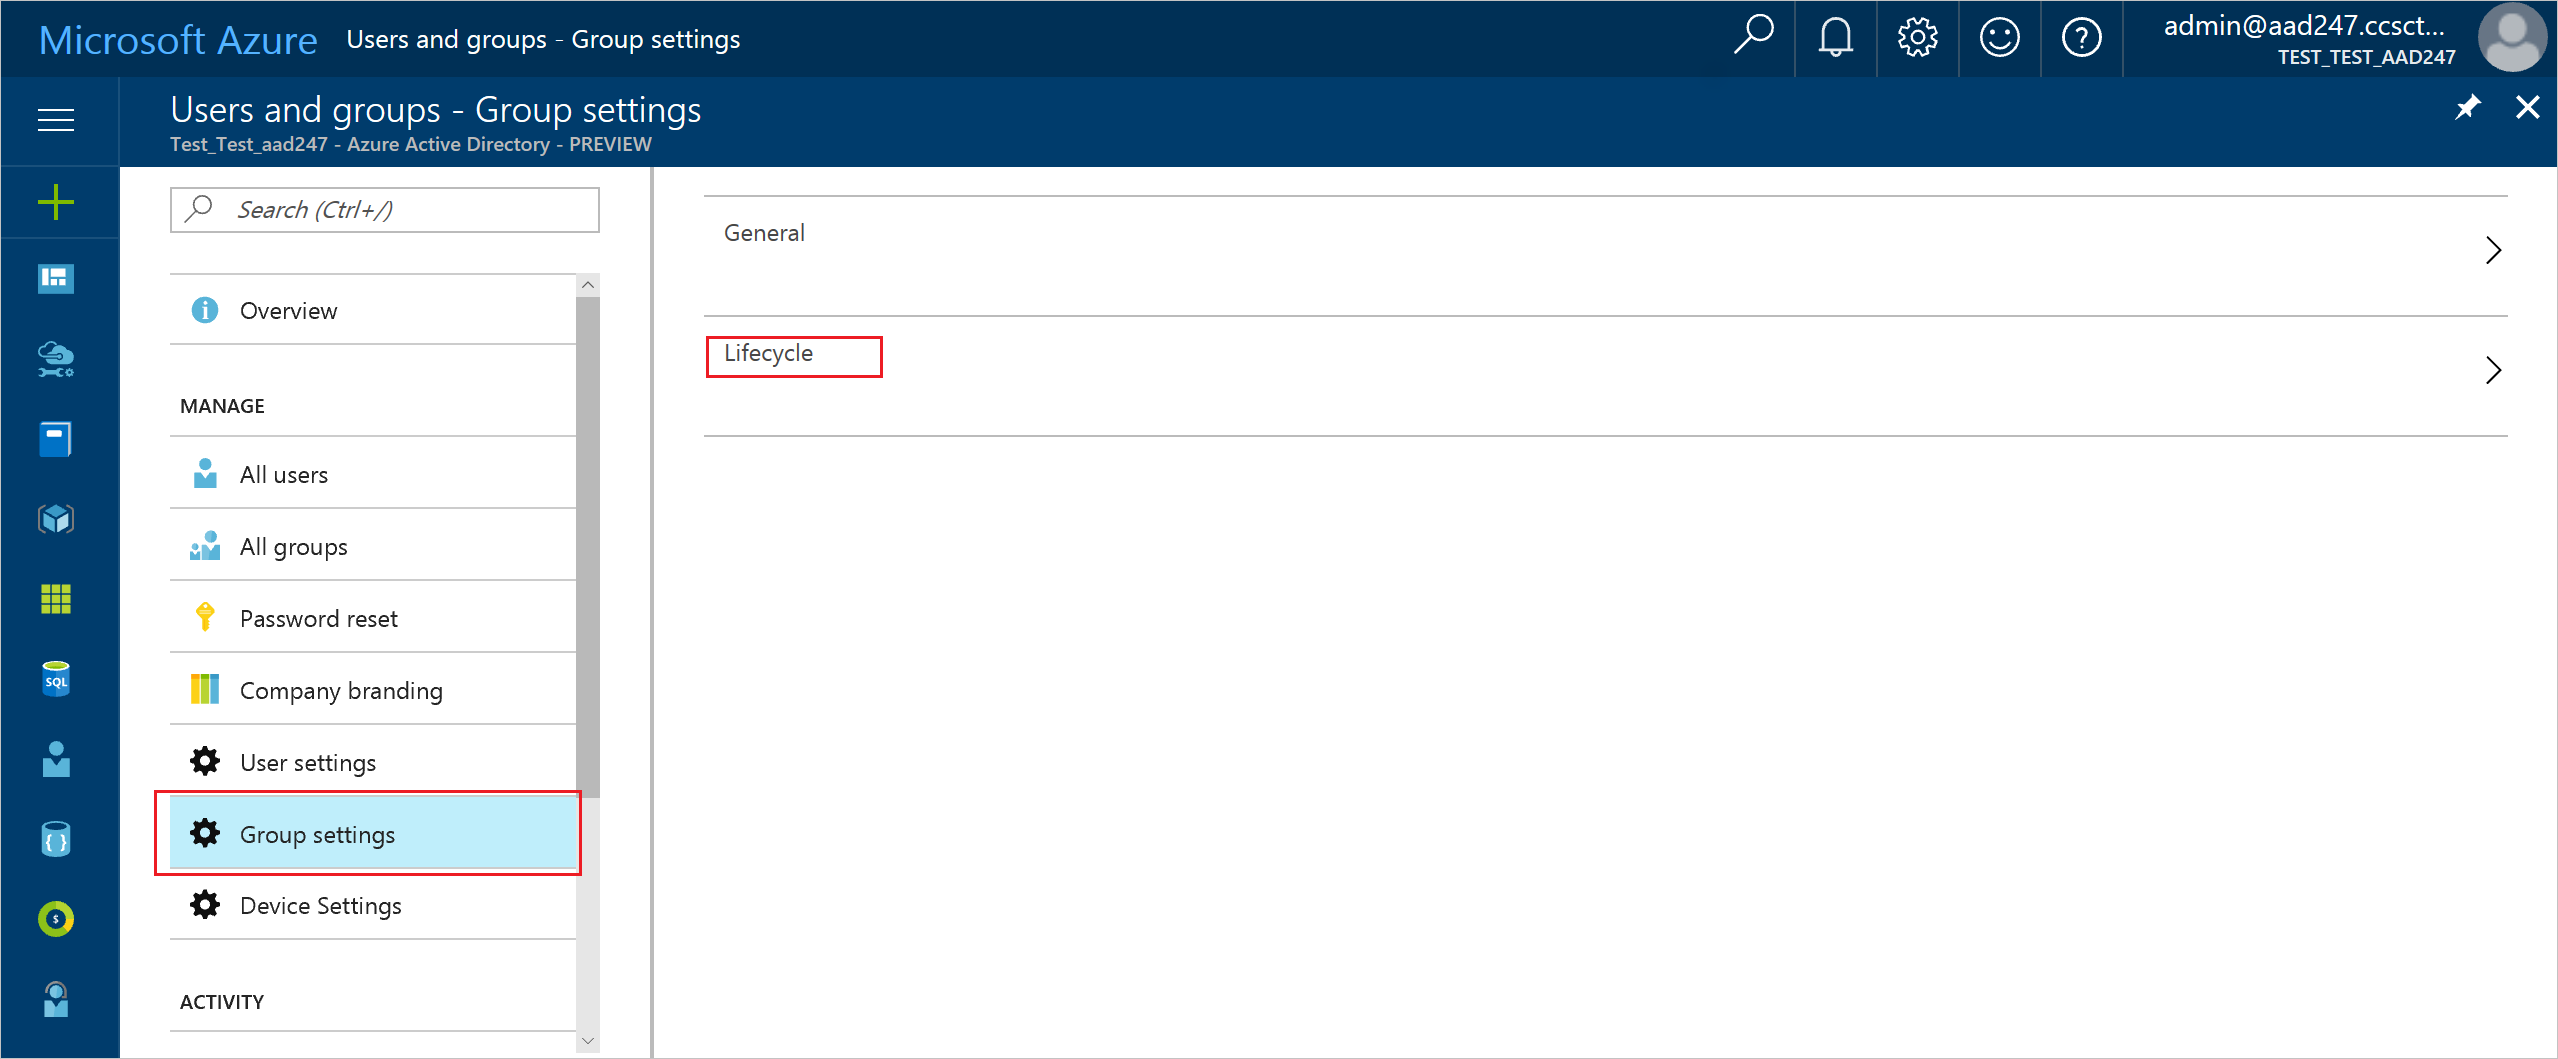 Microsoft Azure Users and groups - Group settings
admin@aad247.ccsct...
TEST_TEST_AAD247
Users and groups - Group settings
Test_Test_aad247 - Azure Active Directory - PREVIEW
Search (Ctrl+/)
Overview
MANAGE
All users
All groups
Password reset
Company branding
User settings
Group settings
Device Settings
ACTIVITY
General
Lifecycle
SQL
{ }
$